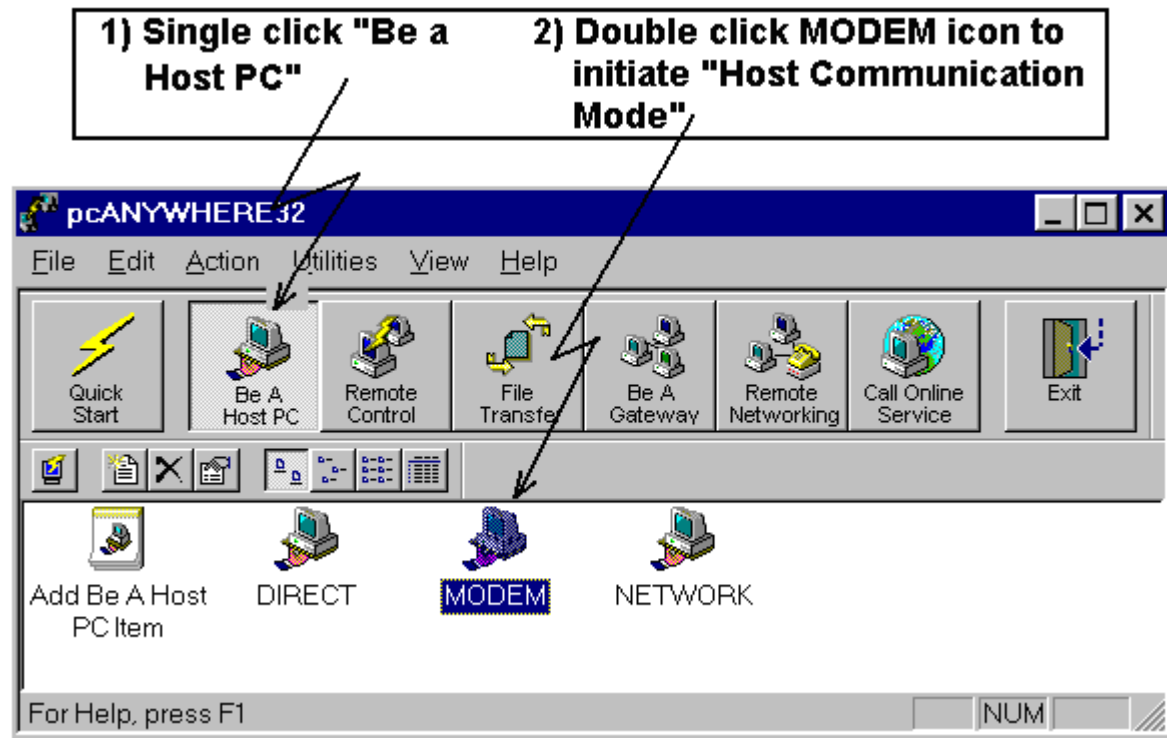 1) Single click "Be a
Host PC"
2) Double click MODEM icon to
initiate "Host Communication
Mode"
pcANYWHERE32
File Edit Action Utilities View Help
Quick
Start
Be A
Host PC
Remote
Control
File
Transfer
Be A
Gateway
Remote
Networking
Call Online
Service
Exit
Add Be A Host
PC Item
DIRECT
MODEM
NETWORK
For Help, press F1
NUM